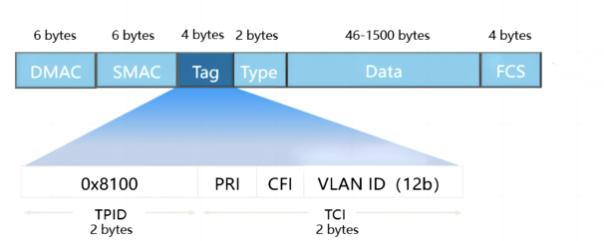 6 bytes 6 bytes 4 bytes 2 bytes 46-1500 bytes 4 bytes
DMAC SMAC Tag Type Data FCS
0x8100 PRI CFI VLAN ID (12b)
TPID TCI
2 bytes 2 bytes